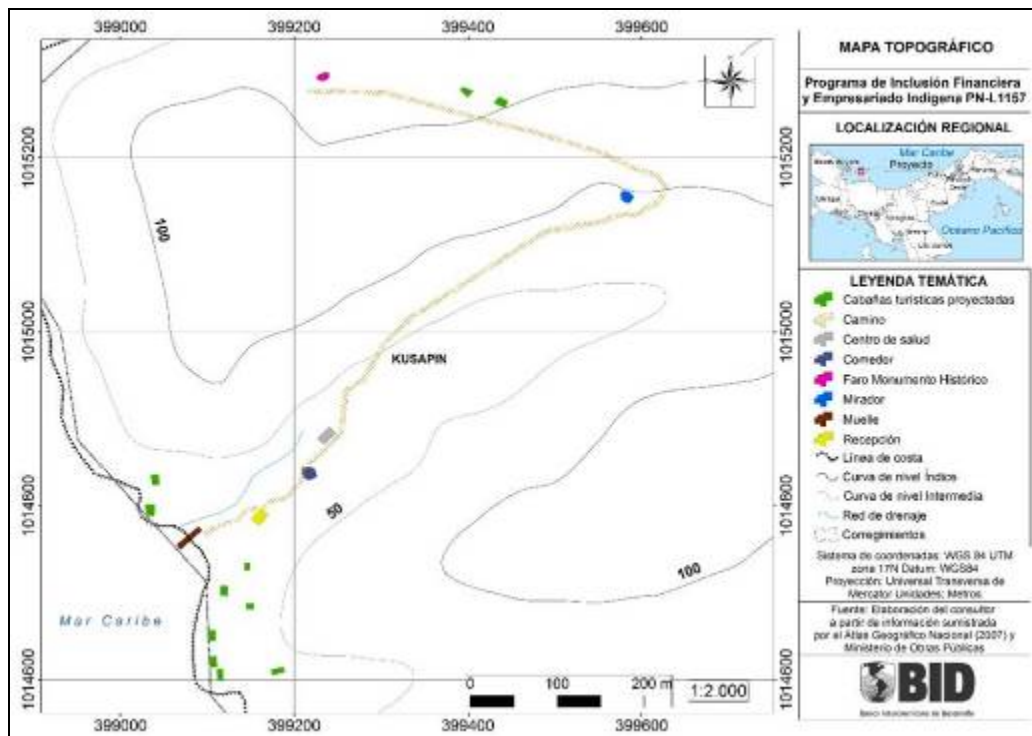 399000 399200 399400 399600
1015200
1015000
1014800
1014600
1015200
1015000
1014800
1014600
100
KUSAPIN
50
100
Mar Caribe
0 100 200 m
1:2.000
399000 399200 399400 399600
MAPA TOPOGRÁFICO
Programa de Inclusión Financiera
y Empresariado Indígena PN-L1157
LOCALIZACIÓN REGIONAL
Mar Caribe
Proyecto
Océano Pacífico
LEYENDA TEMÁTICA
Cabañas turísticas proyectadas
Camino
Centro de salud
Comedor
Faro Monumento Histórico
Mirador
Muelle
Recepción
Línea de costa
Curva de nivel Índice
Curva de nivel Intermedia
Red de drenaje
Corregimientos
Sistema de coordenadas: WGS 84 UTM
zona 17N Datum: WGS84
Proyección: Universal Transversa de
Mercator Unidades: Metros
Fuente: Elaboración del consultor
a partir de información sumistrada
por el Atlas Geográfico Nacional (2007) y
Ministerio de Obras Públicas
BID
Banco Interamericano de Desarrollo